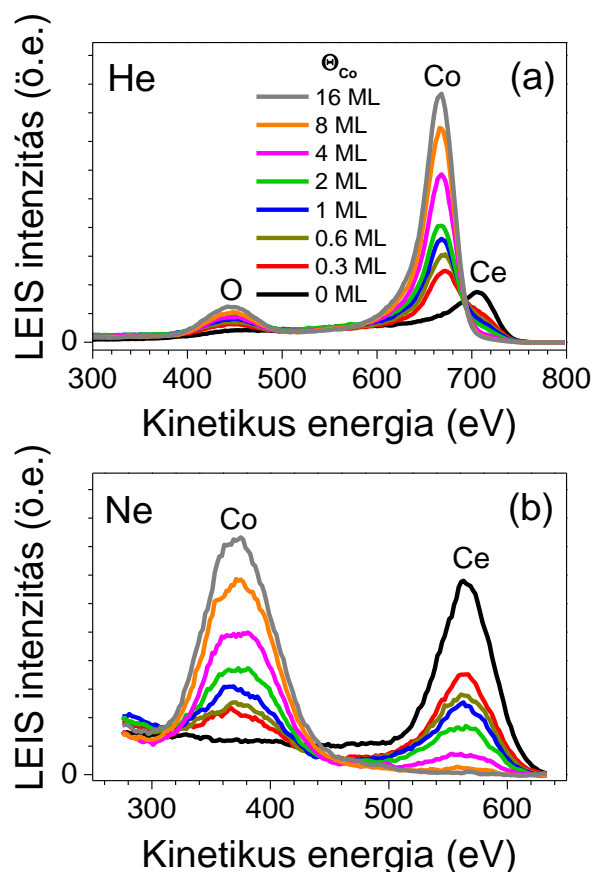 He
Θ_Co
16 ML
8 ML
4 ML
2 ML
1 ML
0.6 ML
0.3 ML
0 ML
Co
(a)
Ce
O
LEIS intenzitás (ö.e.)
0
300 400 500 600 700 800
Kinetikus energia (eV)
Ne
Co
(b)
Ce
LEIS intenzitás (ö.e.)
0
300 400 500 600
Kinetikus energia (eV)